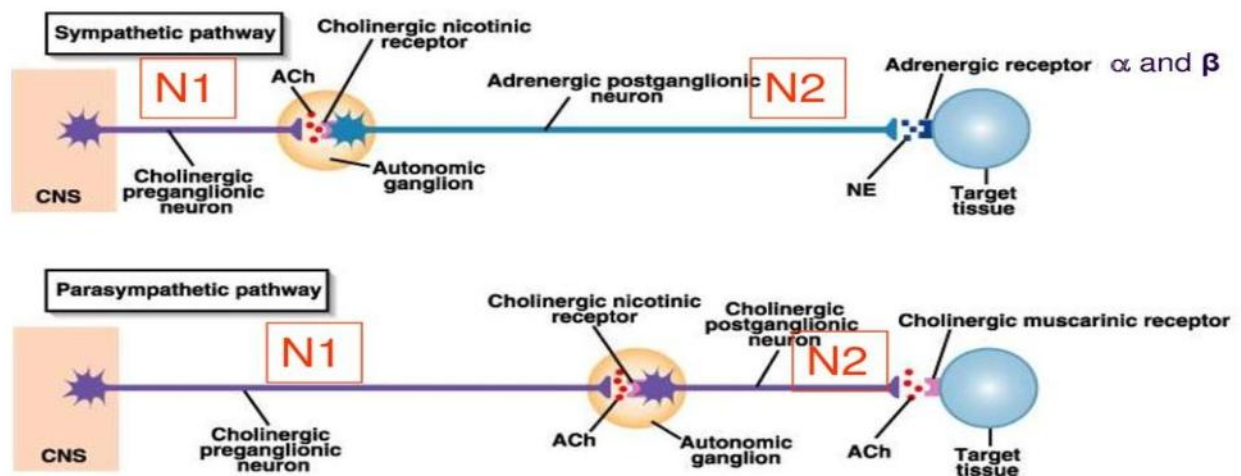 Sympathetic pathway
Cholinergic nicotinic
receptor
N1
ACh
Adrenergic postganglionic
neuron
N2
Adrenergic receptor
α and β
Cholinergic
preganglionic
neuron
CNS
Autonomic
ganglion
NE
Target
tissue
Parasympathetic pathway
Cholinergic nicotinic
receptor
Cholinergic
postganglionic
neuron
Cholinergic muscarinic receptor
N1
N2
Cholinergic
preganglionic
neuron
CNS
ACh
Autonomic
ganglion
ACh
Target
tissue